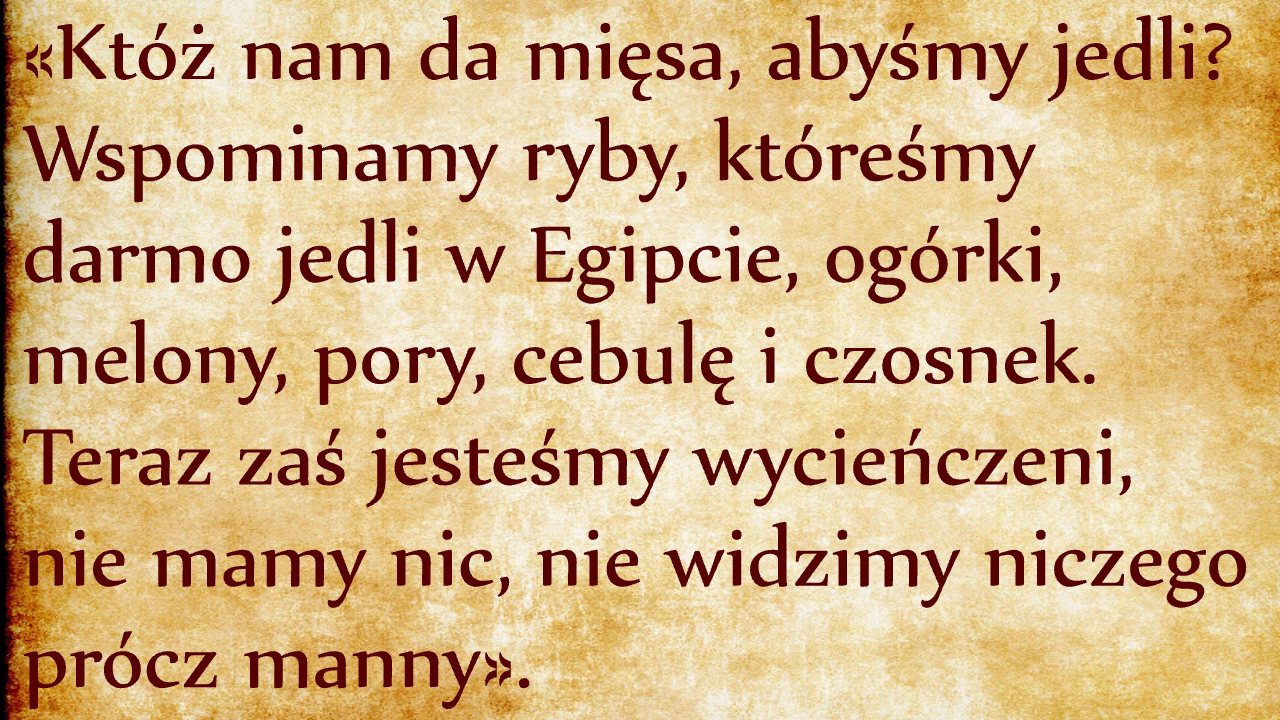 «Któż nam da mięsa, abyśmy jedli?
Wspominamy ryby, któreśmy
darmo jedli w Egipcie, ogórki,
melony, pory, cebulę i czosnek.
Teraz zaś jesteśmy wycieńczeni,
nie mamy nic, nie widzimy niczego
prócz manny».